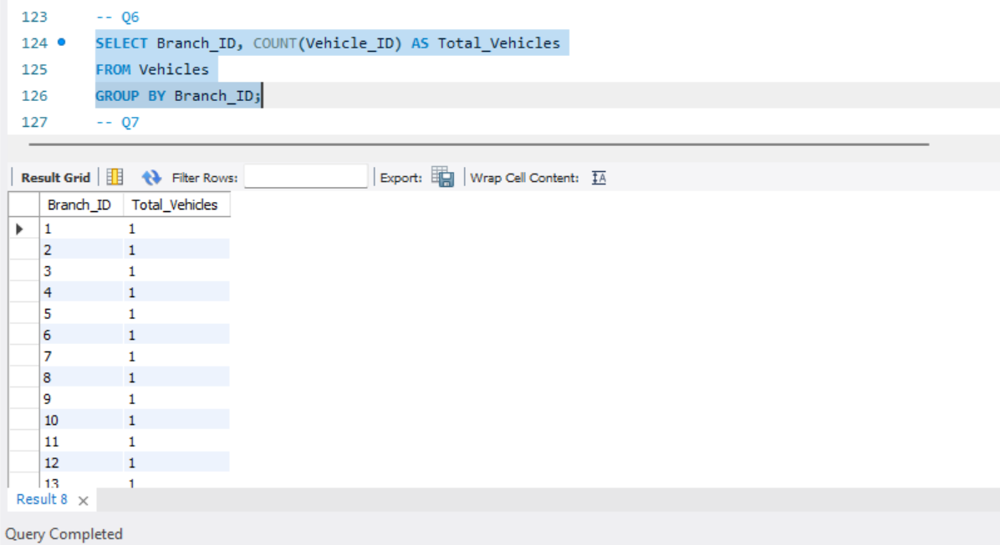 123 -- Q6
124 SELECT Branch_ID, COUNT(Vehicle_ID) AS Total_Vehicles
125 FROM Vehicles
126 GROUP BY Branch_ID;
127 -- Q7
Result Grid Filter Rows: Export: Wrap Cell Content: IA
Branch_ID Total_Vehicles
1 1
2 1
3 1
4 1
5 1
6 1
7 1
8 1
9 1
10 1
11 1
12 1
13 1
Result 8 ×
Query Completed